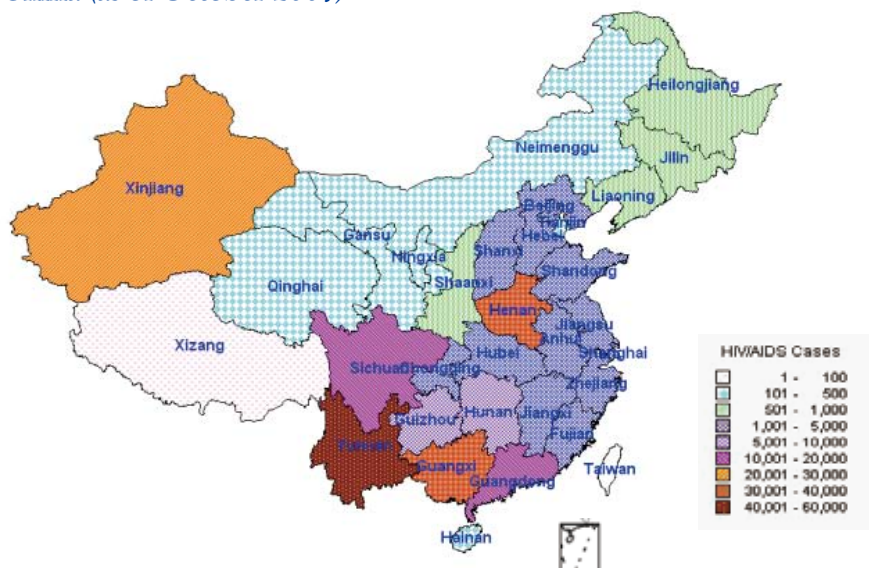 Heilongjiang
Jilin
Neimenggu
Liaoning
Xinjiang
Beijing
Tianjin
Gansu
Hebei
Ningxia
Shanxi
Shandong
Qinghai
Shaanxi
Henan
Jiangsu
Anhui
Xizang
Hubei
Shanghai
Sichuan
Chongqing
Zhejiang
Hunan
Guizhou
Jiangxi
Fujian
Yunnan
Guangxi
Taiwan
Guangdong
Hainan
HIV/AIDS Cases
1 - 100
101 - 500
501 - 1,000
1,001 - 5,000
5,001 - 10,000
10,001 - 20,000
20,001 - 30,000
30,001 - 40,000
40,001 - 60,000